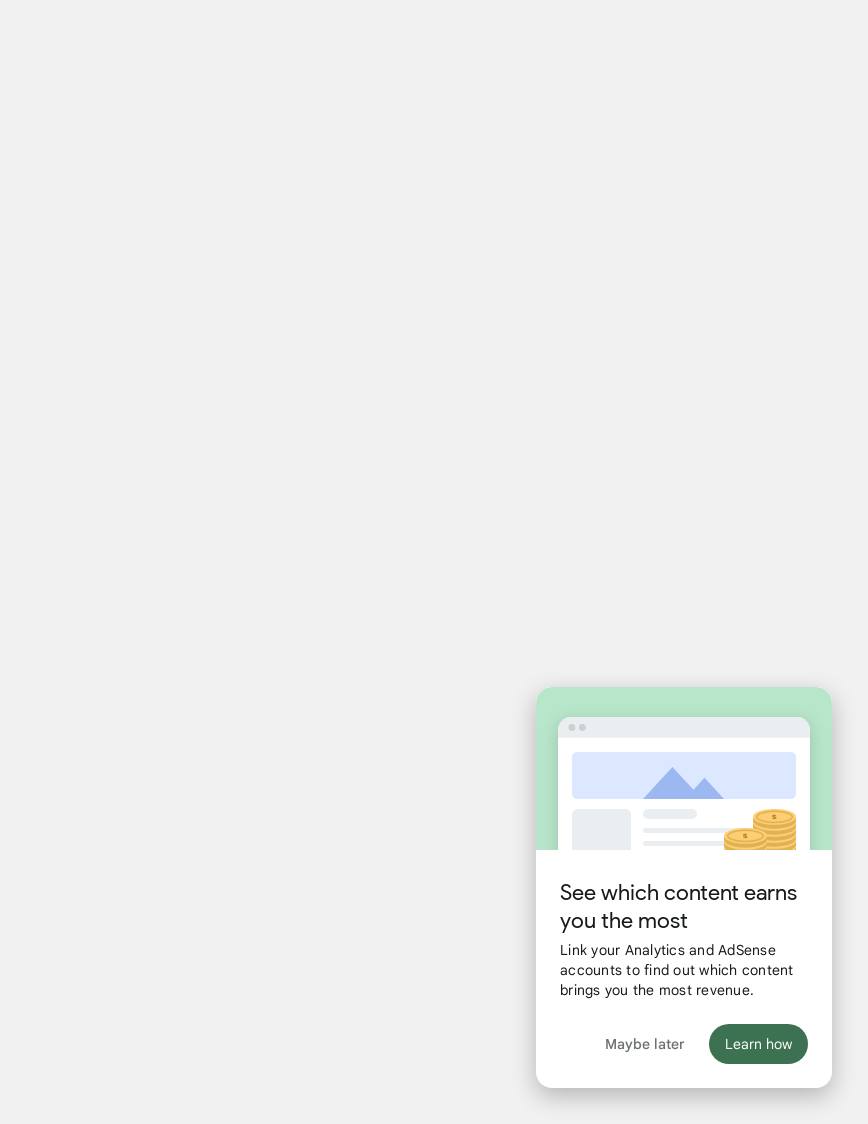 $
$
See which content earns
you the most
Link your Analytics and AdSense
accounts to find out which content
brings you the most revenue.
Maybe later
Learn how